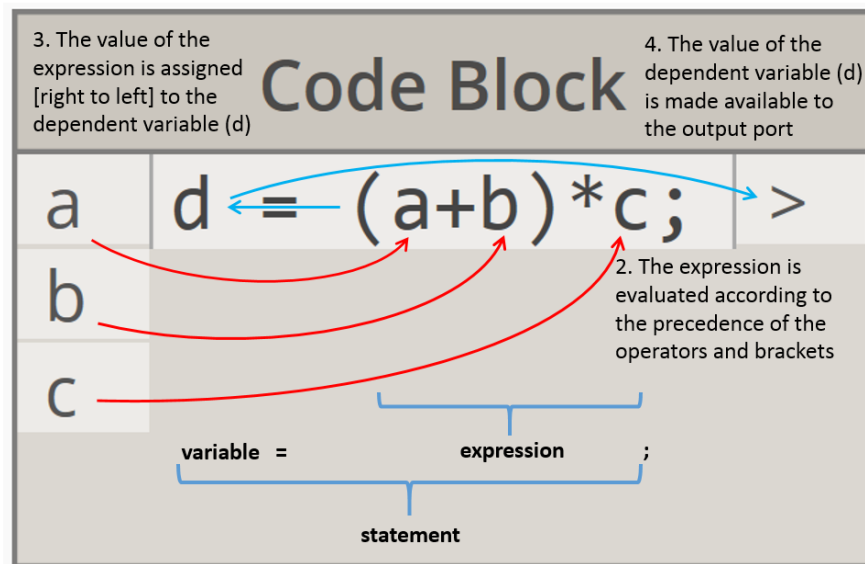 3. The value of the
expression is assigned
[right to left] to the
dependent variable (d)
Code Block
4. The value of the
dependent variable (d)
is made available to
the output port
a
d = (a+b)*c;
>
b
c
2. The expression is
evaluated according to
the precedence of the
operators and brackets
variable = expression ;
statement